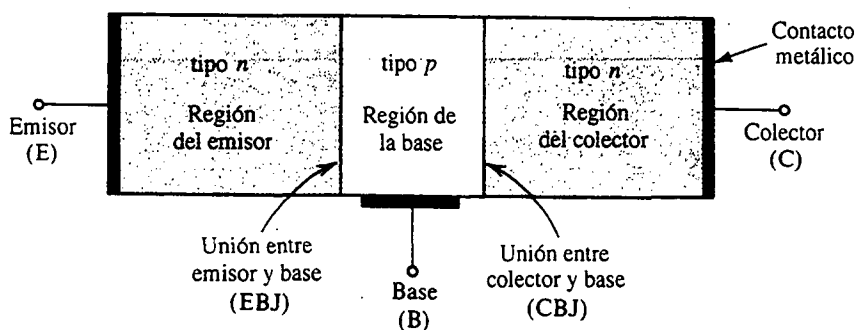 tipo n
Región
del emisor
tipo p
Región de
la base
tipo n
Región
del colector
Contacto
metálico
Emisor
(E)
Colector
(C)
Unión entre
emisor y base
(EBJ)
Base
(B)
Unión entre
colector y base
(CBJ)